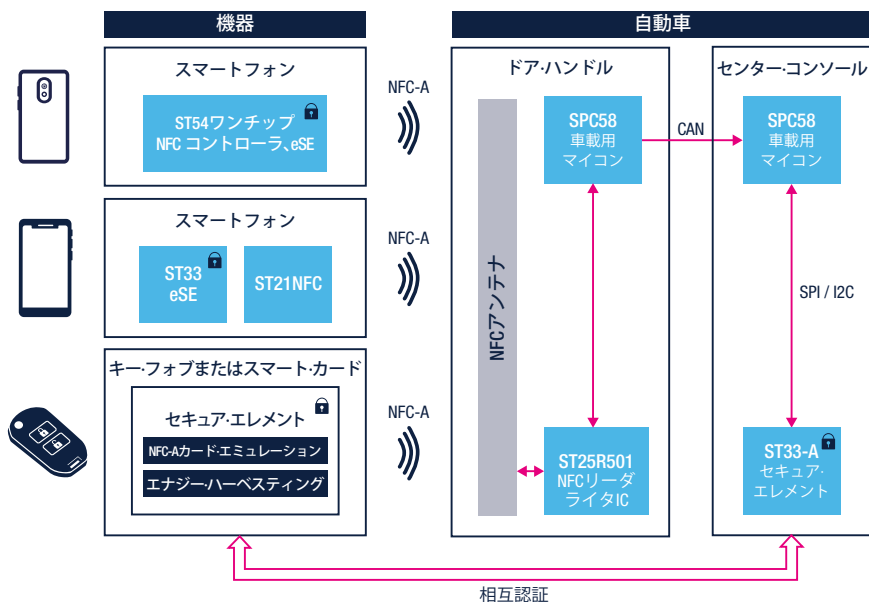 機器
自動車
スマートフォン
ST54ワンチップ
NFC コントローラ、eSE
NFC-A
スマートフォン
ST33
eSE
ST21NFC
NFC-A
キー・フォブまたはスマート・カード
セキュア・エレメント
NFC-Aカード・エミュレーション
エナジー・ハーベスティング
NFC-A
ドア・ハンドル
NFCアンテナ
SPC58
車載用
マイコン
ST25R501
NFCリーダ
ライタIC
CAN
センター・コンソール
SPC58
車載用
マイコン
SPI / I2C
ST33-A
セキュア・
エレメント
相互認証